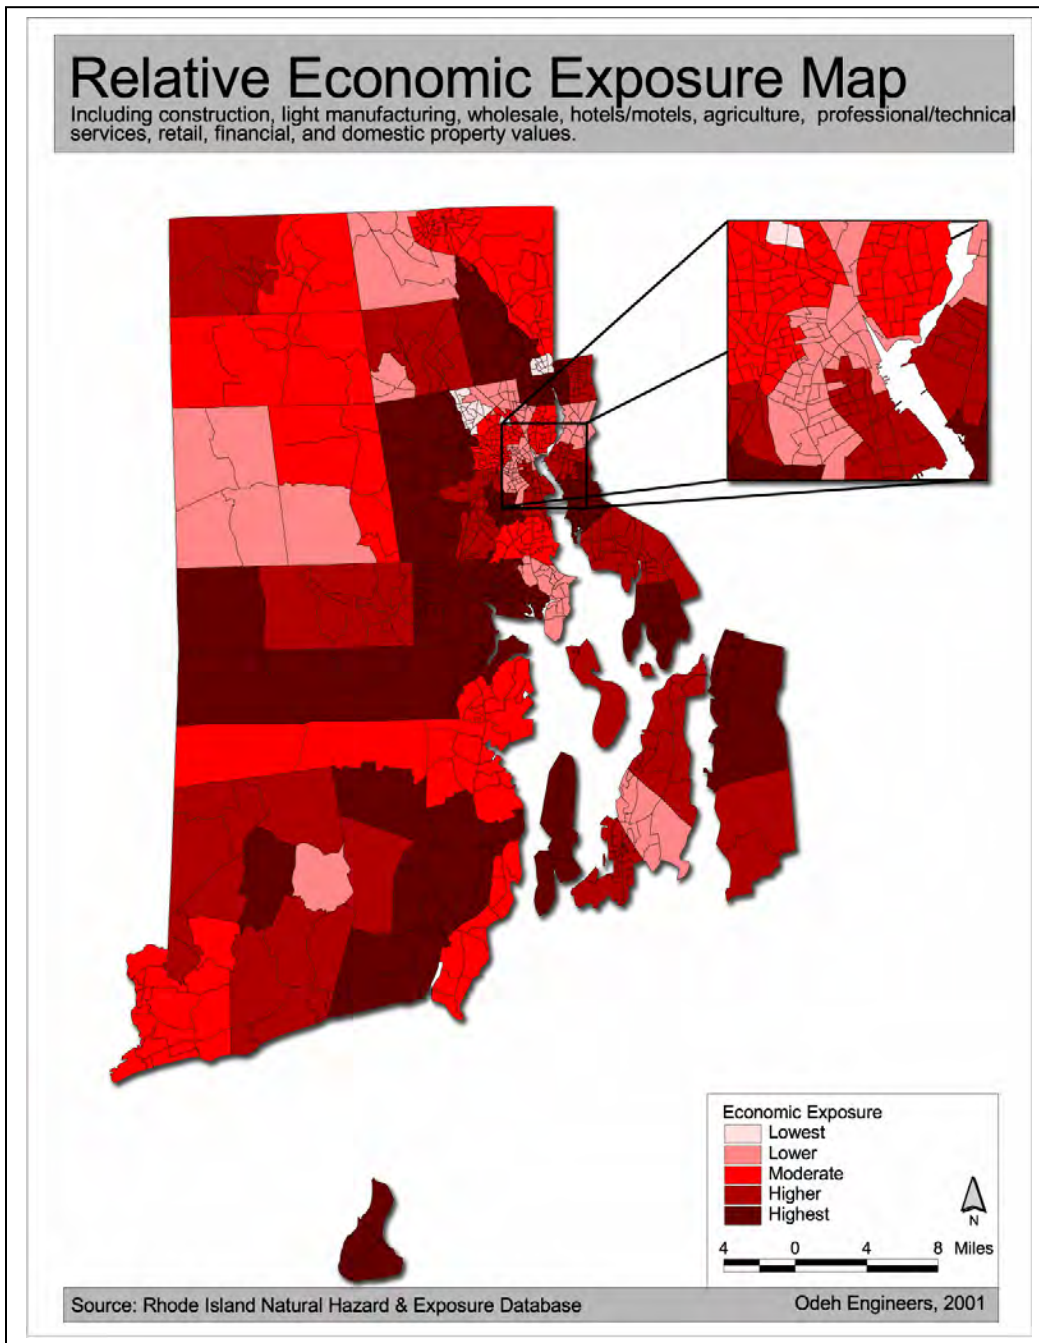 Relative Economic Exposure Map
Including construction, light manufacturing, wholesale, hotels/motels, agriculture, professional/technical
services, retail, financial, and domestic property values.
Economic Exposure
Lowest
Lower
Moderate
Higher
Highest
N
4 0 4 8 Miles
Source: Rhode Island Natural Hazard & Exposure Database
Odeh Engineers, 2001